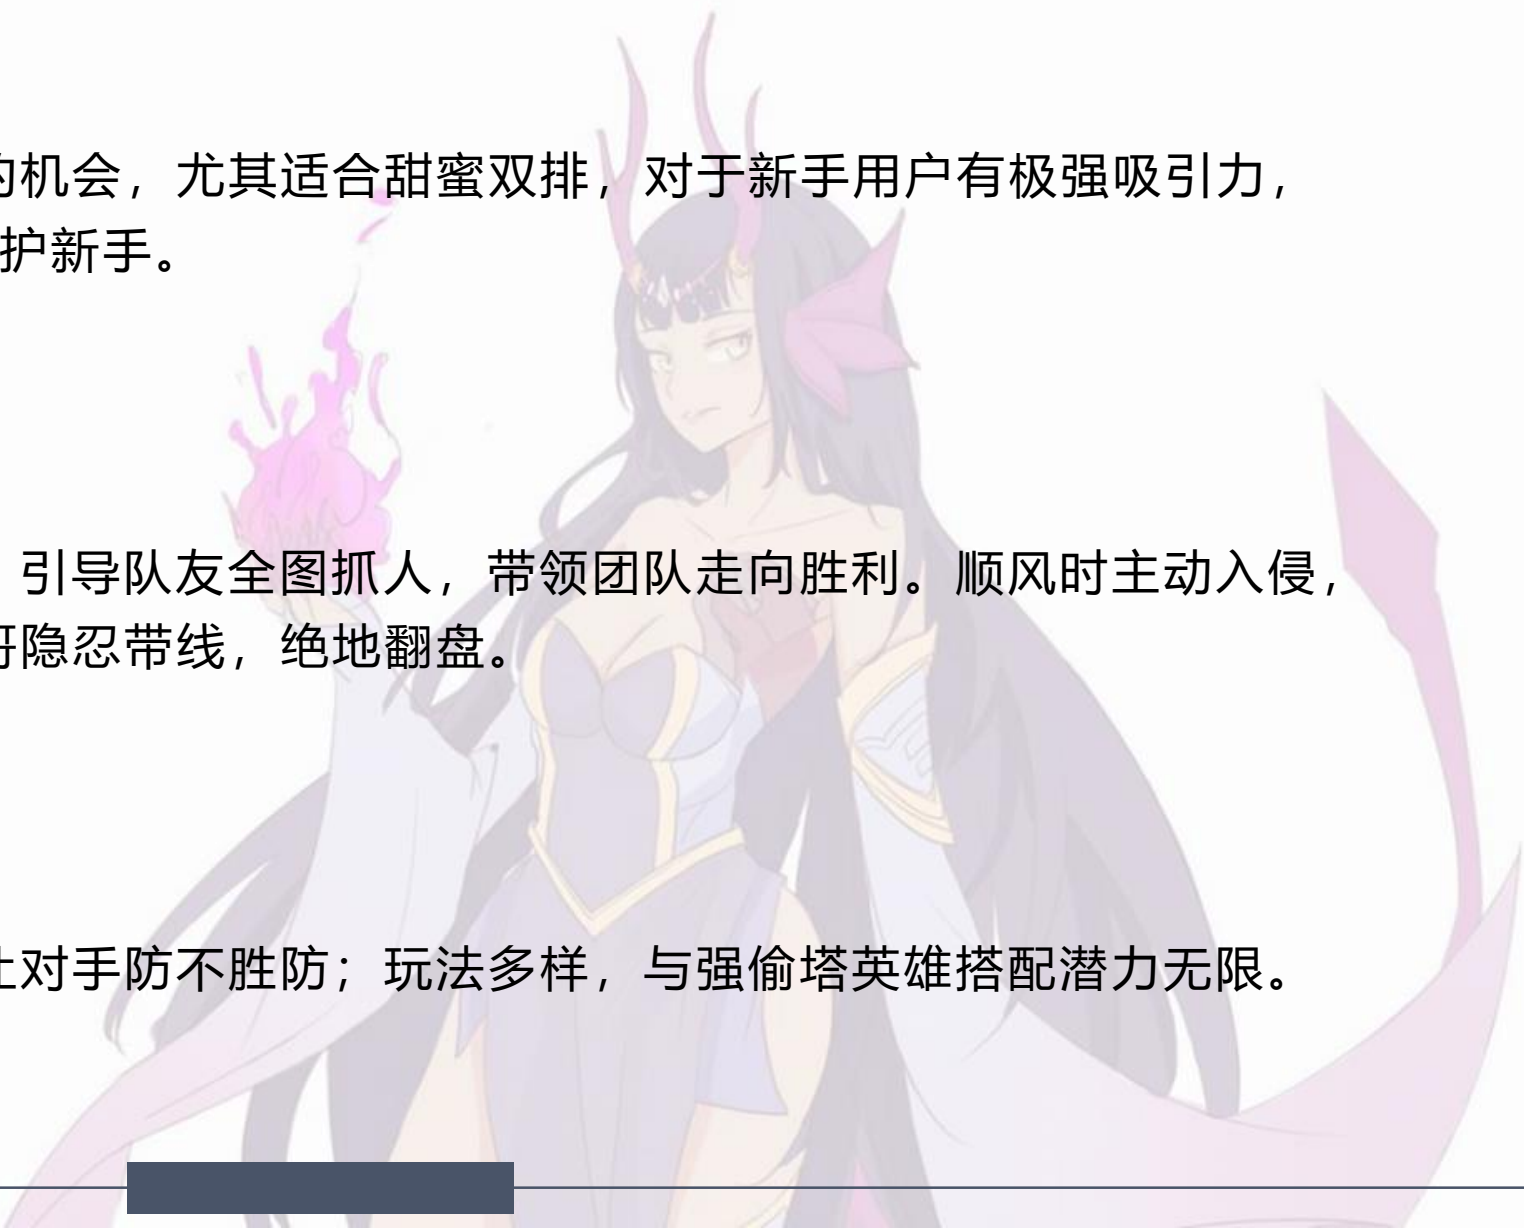 的机会，尤其适合甜蜜双排，对于新手用户有极强吸引力，
护新手。
引导队友全图抓人，带领团队走向胜利。顺风时主动入侵，
隐忍带线，绝地翻盘。
让对手防不胜防；玩法多样，与强偷塔英雄搭配潜力无限。